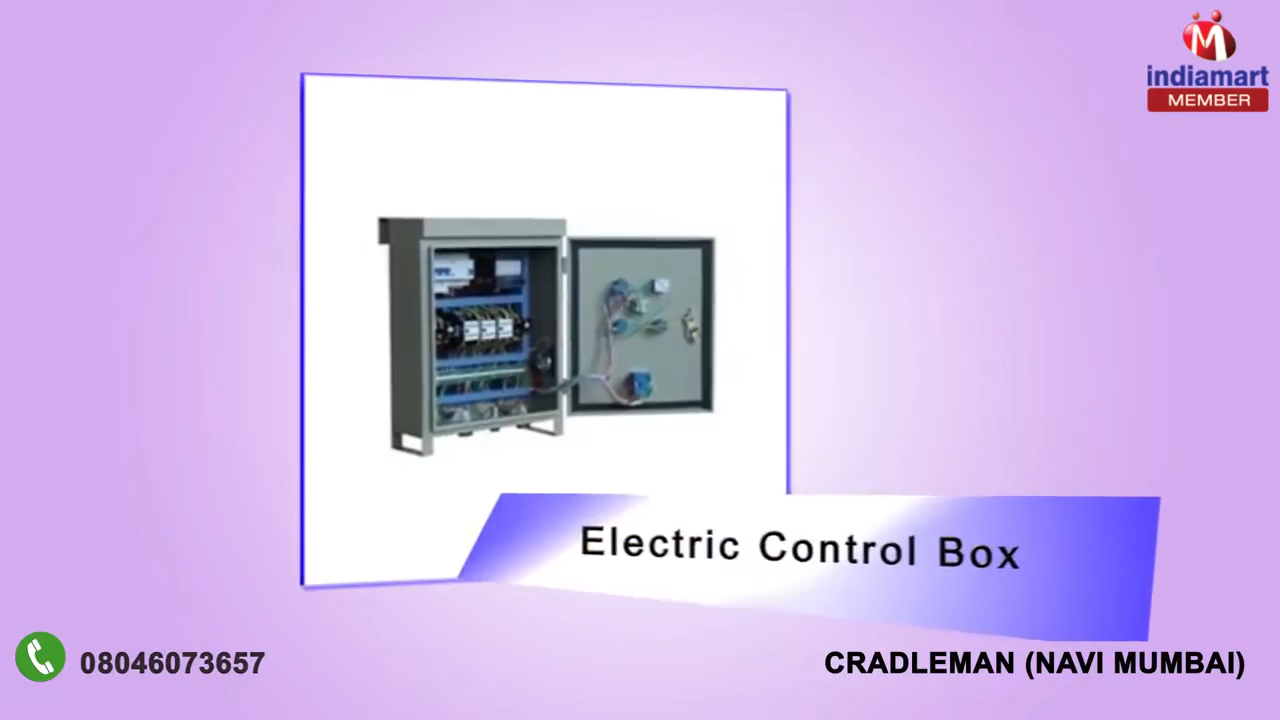 indiamart
MEMBER
Electric Control Box
08046073657
CRADLEMAN (NAVI MUMBAI)